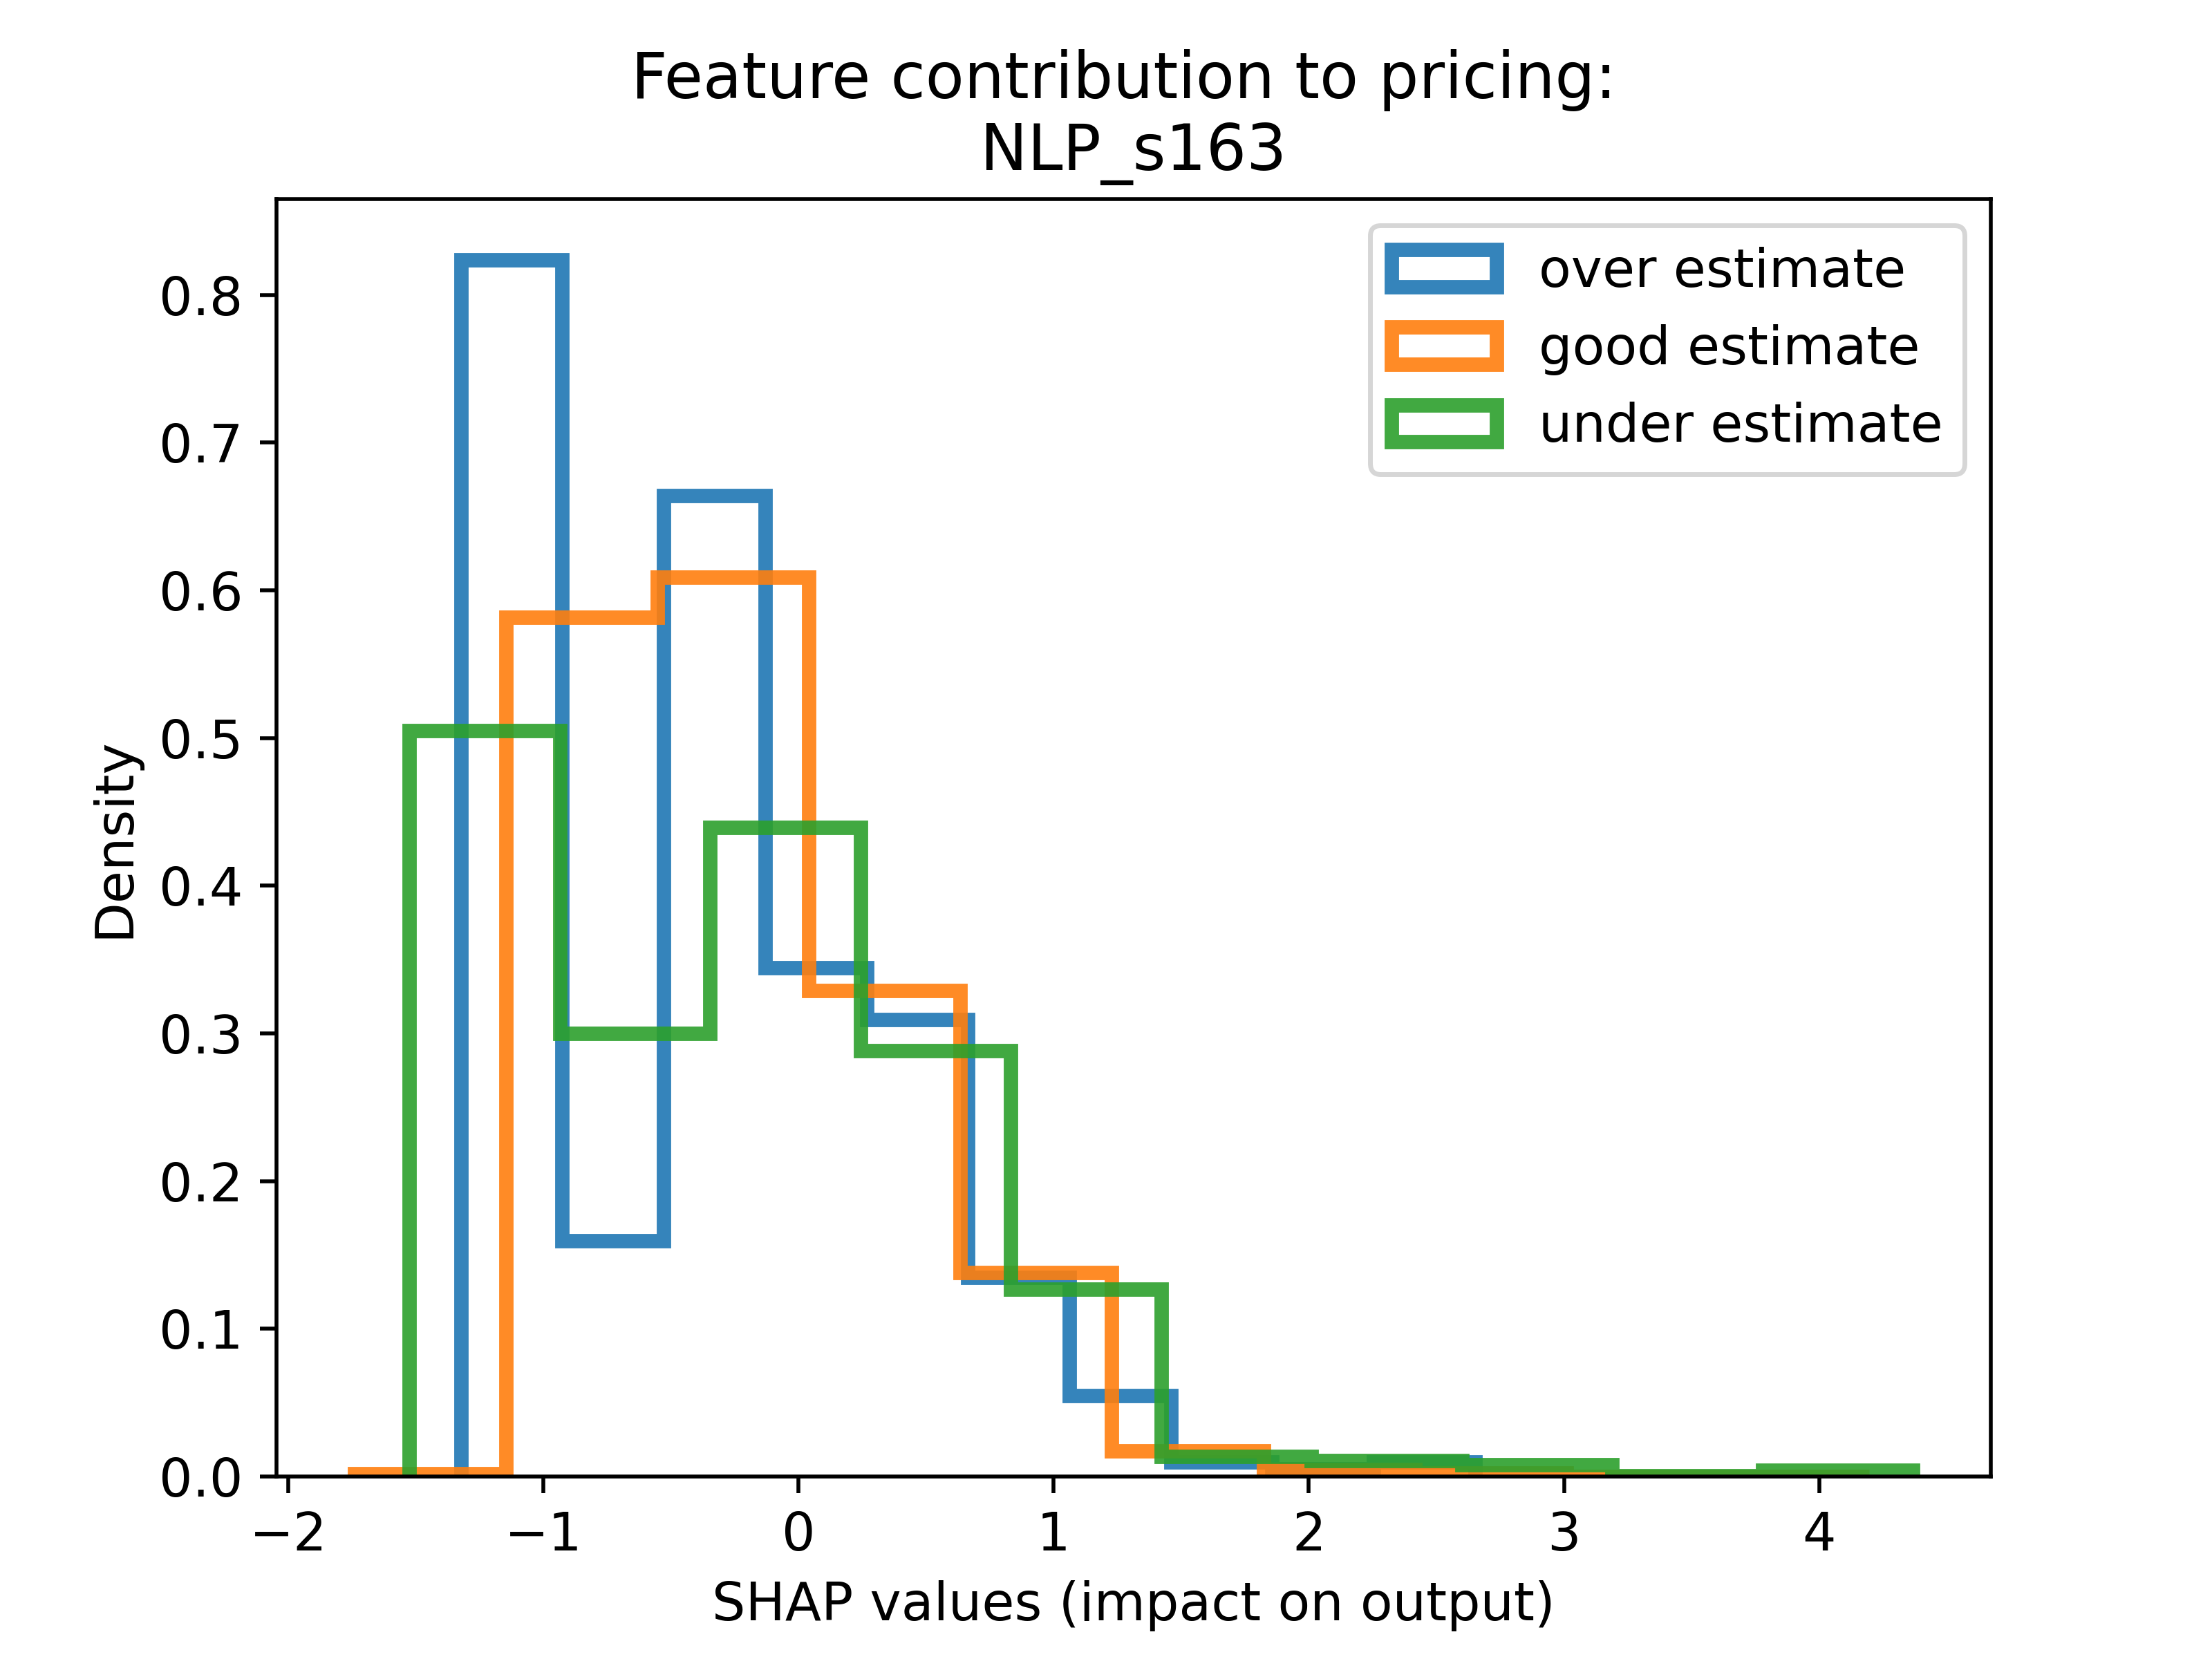 Feature contribution to pricing:
NLP_s163
over estimate
good estimate
under estimate
Density
0.8
0.7
0.6
0.5
0.4
0.3
0.2
0.1
0.0
−2 −1 0 1 2 3 4
SHAP values (impact on output)